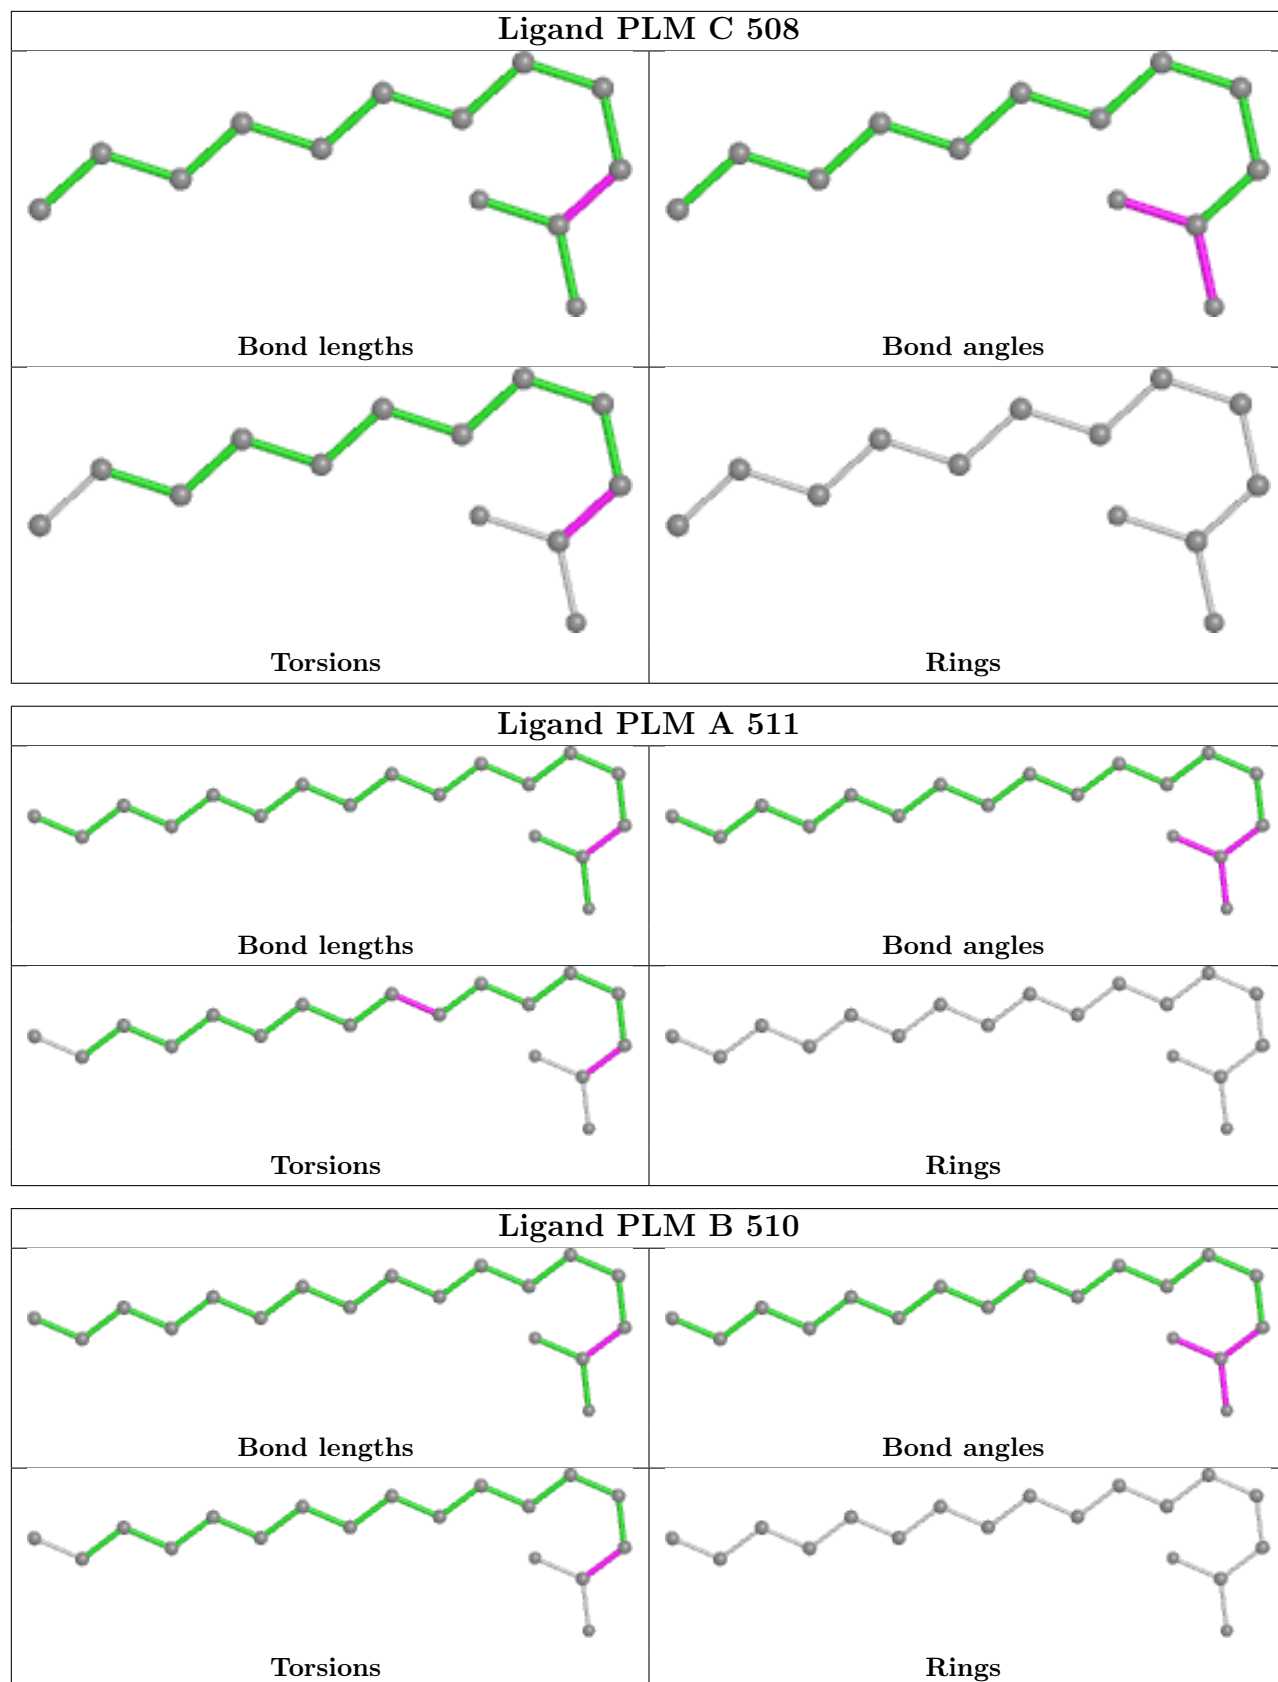 Ligand PLM C 508
Bond lengths
Bond angles
Torsions
Rings
Ligand PLM A 511
Bond lengths
Bond angles
Torsions
Rings
Ligand PLM B 510
Bond lengths
Bond angles
Torsions
Rings